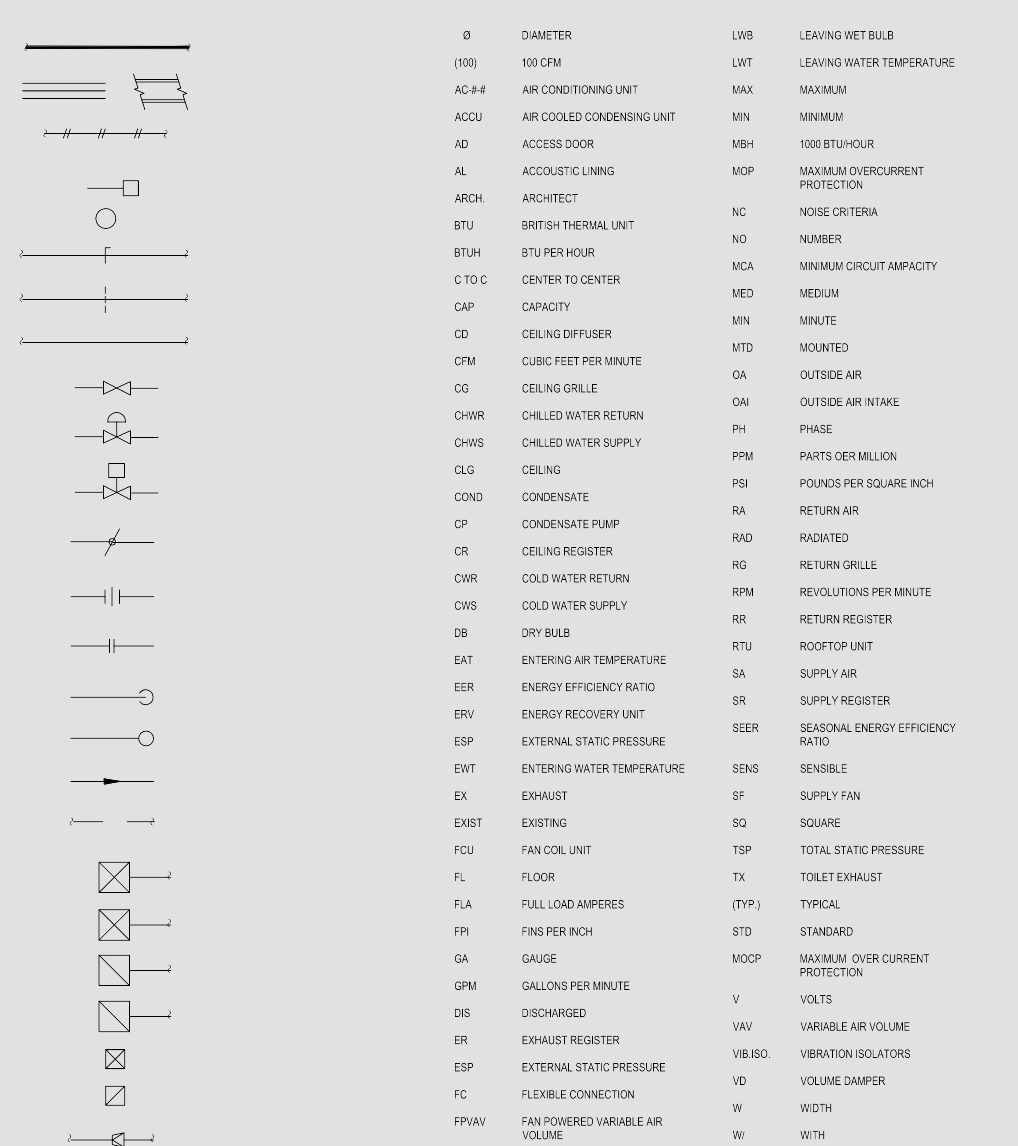 Ø DIAMETER
(100) 100 CFM
AC-#-# AIR CONDITIONING UNIT
ACCU AIR COOLED CONDENSING UNIT
AD ACCESS DOOR
AL ACCOUSTIC LINING
ARCH. ARCHITECT
BTU BRITISH THERMAL UNIT
BTUH BTU PER HOUR
C TO C CENTER TO CENTER
CAP CAPACITY
CD CEILING DIFFUSER
CFM CUBIC FEET PER MINUTE
CG CEILING GRILLE
CHWR CHILLED WATER RETURN
CHWS CHILLED WATER SUPPLY
CLG CEILING
COND CONDENSATE
CP CONDENSATE PUMP
CR CEILING REGISTER
CWR COLD WATER RETURN
CWS COLD WATER SUPPLY
DB DRY BULB
EAT ENTERING AIR TEMPERATURE
EER ENERGY EFFICIENCY RATIO
ERV ENERGY RECOVERY UNIT
ESP EXTERNAL STATIC PRESSURE
EWT ENTERING WATER TEMPERATURE
EX EXHAUST
EXIST EXISTING
FCU FAN COIL UNIT
FL FLOOR
FLA FULL LOAD AMPERES
FPI FINS PER INCH
GA GAUGE
GPM GALLONS PER MINUTE
DIS DISCHARGED
ER EXHAUST REGISTER
ESP EXTERNAL STATIC PRESSURE
FC FLEXIBLE CONNECTION
FPVAV FAN POWERED VARIABLE AIR
VOLUME
LWB LEAVING WET BULB
LWT LEAVING WATER TEMPERATURE
MAX MAXIMUM
MIN MINIMUM
MBH 1000 BTU/HOUR
MOP MAXIMUM OVERCURRENT
PROTECTION
NC NOISE CRITERIA
NO NUMBER
MCA MINIMUM CIRCUIT AMPACITY
MED MEDIUM
MIN MINUTE
MTD MOUNTED
OA OUTSIDE AIR
OAI OUTSIDE AIR INTAKE
PH PHASE
PPM PARTS OER MILLION
PSI POUNDS PER SQUARE INCH
RA RETURN AIR
RAD RADIATED
RG RETURN GRILLE
RPM REVOLUTIONS PER MINUTE
RR RETURN REGISTER
RTU ROOFTOP UNIT
SA SUPPLY AIR
SR SUPPLY REGISTER
SEER SEASONAL ENERGY EFFICIENCY
RATIO
SENS SENSIBLE
SF SUPPLY FAN
SQ SQUARE
TSP TOTAL STATIC PRESSURE
TX TOILET EXHAUST
(TYP.) TYPICAL
STD STANDARD
MOCP MAXIMUM OVER CURRENT
PROTECTION
V VOLTS
VAV VARIABLE AIR VOLUME
VIB.ISO. VIBRATION ISOLATORS
VD VOLUME DAMPER
W WIDTH
W/ WITH